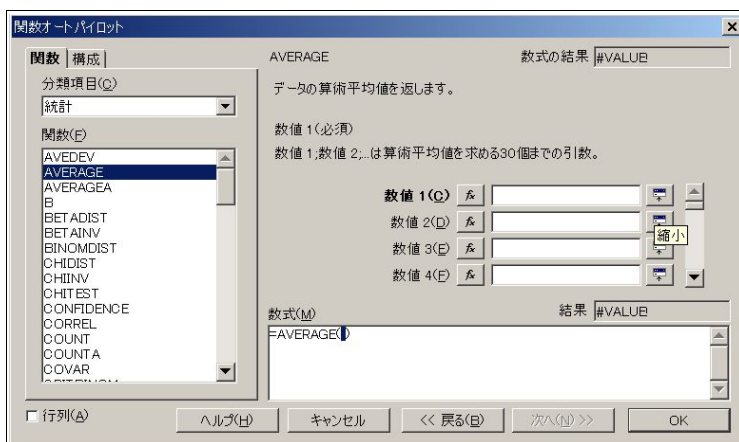 関数オートパイロット
関数 構成
分類項目(C)
統計
関数(F)
AVEDEV
AVERAGE
AVERAGEA
B
BETADIST
BETAINV
BINOMDIST
CHIDIST
CHIINV
CHITEST
CONFIDENCE
CORREL
COUNT
COUNTA
COVAR
AVERAGE 数式の結果 #VALUE
データの算術平均値を返します。
数値 1(必須)
数値 1;数値 2;...は算術平均値を求める30個までの引数。
数値 1(C) fx
数値 2(D) fx
縮小
数値 3(E) fx
数値 4(F) fx
数式(M) 結果 #VALUE
=AVERAGE()
行列(A) ヘルプ(H) キャンセル << 戻る(B) 次へ(N) >> OK